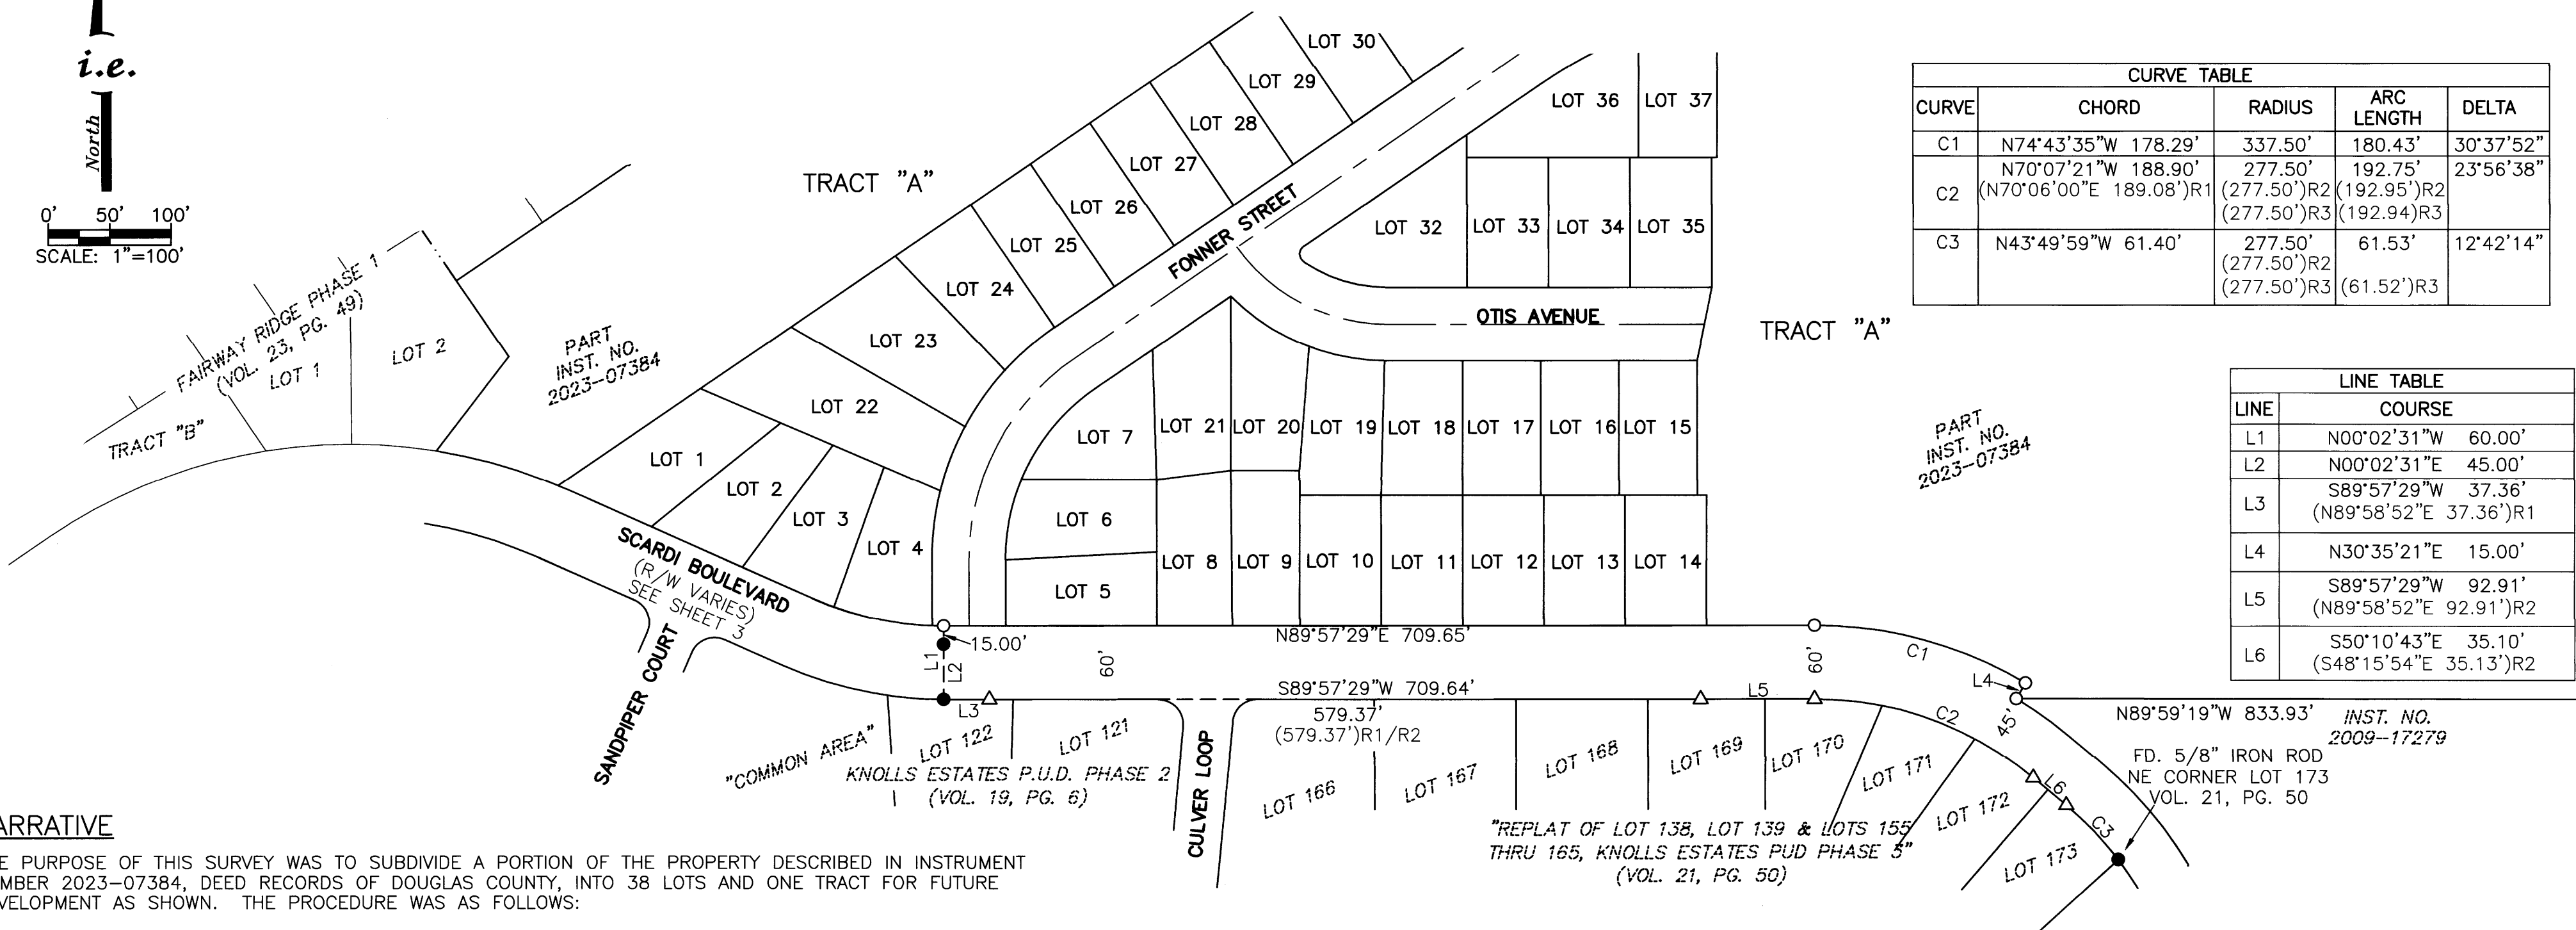 i.e.
North
0' 50' 100'
SCALE: 1"=100'
TRACT "A"
LOT 30
LOT 29
LOT 28
LOT 27
LOT 26
LOT 25
LOT 24
LOT 23
LOT 22
LOT 36
LOT 37
LOT 32
LOT 33
LOT 34
LOT 35
FONNER STREET
OTIS AVENUE
TRACT "A"
FAIRWAY RIDGE PHASE 1
(VOL. 23, PG. 49)
LOT 1
LOT 2
TRACT "B"
PART
INST. NO.
2023-07384
LOT 1
LOT 2
LOT 3
LOT 4
LOT 7
LOT 6
LOT 5
LOT 21
LOT 20
LOT 19
LOT 18
LOT 17
LOT 16
LOT 15
LOT 8
LOT 9
LOT 10
LOT 11
LOT 12
LOT 13
LOT 14
PART
INST. NO.
2023-07384
SCARDI BOULEVARD
(R/W VARIES)
SEE SHEET 3
SANDPIPER COURT
15.00'
L1
L2
L3
60'
N89°57'29"E 709.65'
S89°57'29"W 709.64'
579.37'
(579.37')R1/R2
60'
L5
C1
L4
C2
45'
L6
C3
N89°59'19"W 833.93'
INST. NO.
2009-17279
FD. 5/8" IRON ROD
NE CORNER LOT 173
VOL. 21, PG. 50
"COMMON AREA"
LOT 122
LOT 121
KNOLLS ESTATES P.U.D. PHASE 2
(VOL. 19, PG. 6)
CULVER LOOP
LOT 166
LOT 167
LOT 168
LOT 169
LOT 170
LOT 171
LOT 172
LOT 173
"REPLAT OF LOT 138, LOT 139 & LOTS 155
THRU 165, KNOLLS ESTATES PUD PHASE 3"
(VOL. 21, PG. 50)
CURVE TABLE
CURVE CHORD RADIUS ARC LENGTH DELTA
C1 N74°43'35"W 178.29' 337.50' 180.43' 30°37'52"
C2 N70°07'21"W 188.90' 277.50' 192.75' 23°56'38"
(N70°06'00"E 189.08')R1 (277.50')R2 (192.95')R2
(277.50')R3 (192.94)R3
C3 N43°49'59"W 61.40' 277.50' 61.53' 12°42'14"
(277.50')R2
(277.50')R3 (61.52')R3
LINE TABLE
LINE COURSE
L1 N00°02'31"W 60.00'
L2 N00°02'31"E 45.00'
L3 S89°57'29"W 37.36'
(N89°58'52"E 37.36')R1
L4 N30°35'21"E 15.00'
L5 S89°57'29"W 92.91'
(N89°58'52"E 92.91')R2
L6 S50°10'43"E 35.10'
(S48°15'54"E 35.13')R2
ARRATIVE
E PURPOSE OF THIS SURVEY WAS TO SUBDIVIDE A PORTION OF THE PROPERTY DESCRIBED IN INSTRUMENT
MBER 2023-07384, DEED RECORDS OF DOUGLAS COUNTY, INTO 38 LOTS AND ONE TRACT FOR FUTURE
VELOPMENT AS SHOWN. THE PROCEDURE WAS AS FOLLOWS: